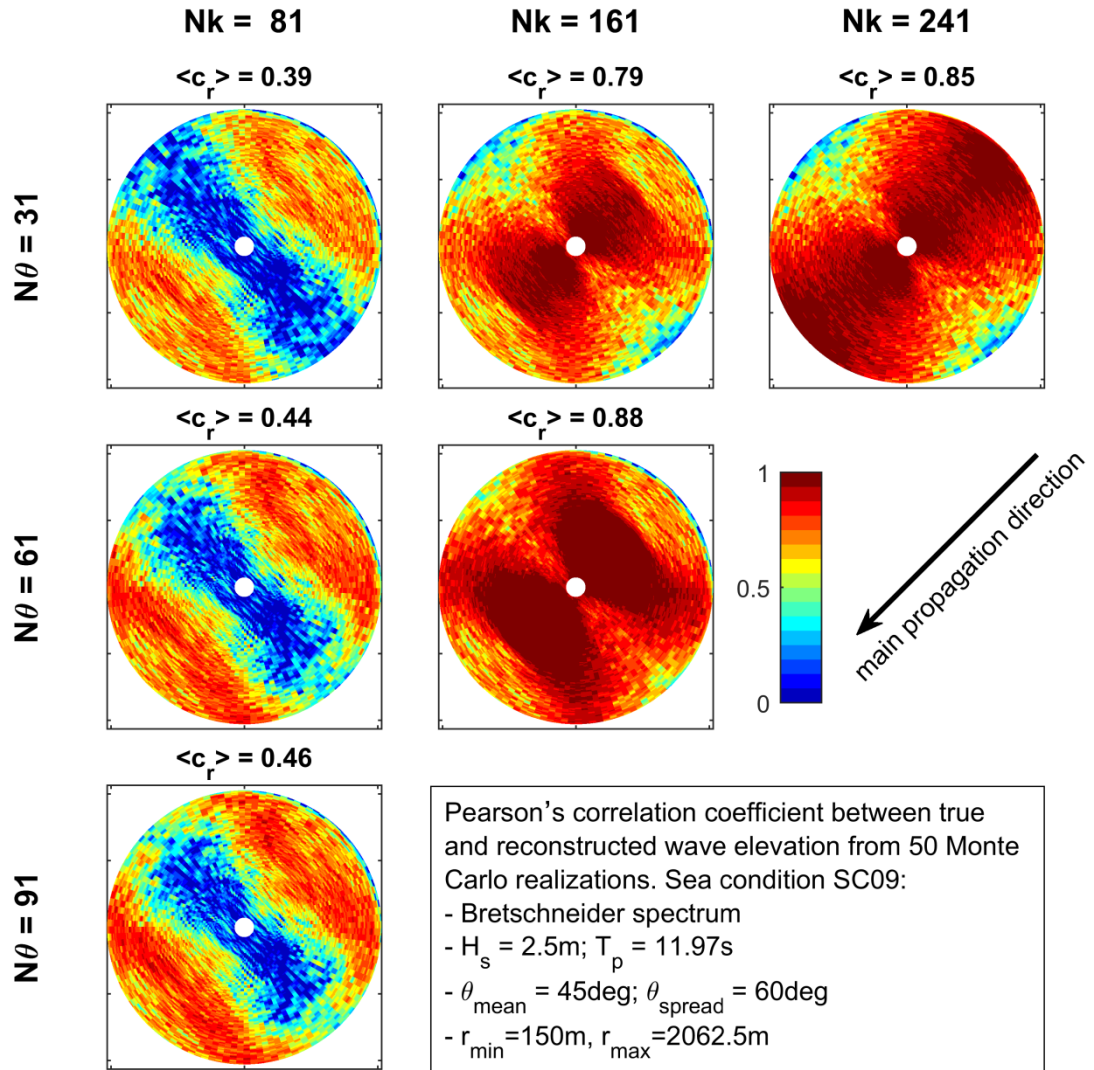 Nk = 81
Nk = 161
Nk = 241
<c_r> = 0.39
<c_r> = 0.79
<c_r> = 0.85
Nθ = 31
<c_r> = 0.44
<c_r> = 0.88
Nθ = 61
1
0.5
0
main propagation direction
<c_r> = 0.46
Nθ = 91
Pearson's correlation coefficient between true
and reconstructed wave elevation from 50 Monte
Carlo realizations. Sea condition SC09:
- Bretschneider spectrum
- H_s = 2.5m; T_p = 11.97s
- θ_mean = 45deg; θ_spread = 60deg
- r_min=150m, r_max=2062.5m